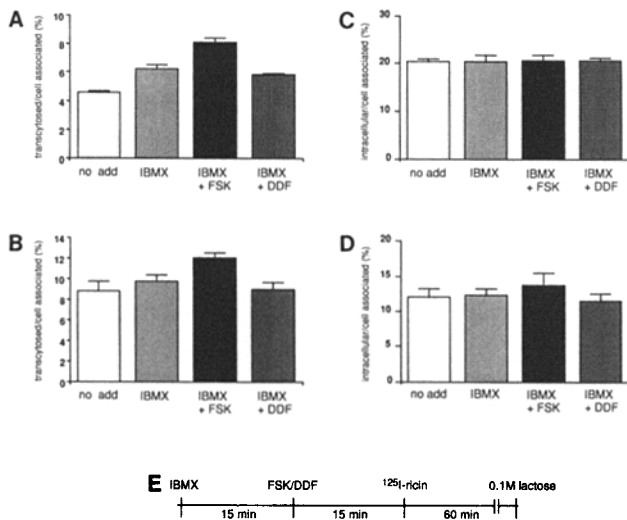 A
transcytosed/cell associated (%)
10
8
6
4
2
0
no add
IBMX
IBMX + FSK
IBMX + DDF
C
intracellular/cell associated (%)
30
20
10
0
no add
IBMX
IBMX + FSK
IBMX + DDF
B
transcytosed/cell associated (%)
14
12
10
8
6
4
2
0
no add
IBMX
IBMX + FSK
IBMX + DDF
D
intracellular/cell associated (%)
20
15
10
5
0
no add
IBMX
IBMX + FSK
IBMX + DDF
E
IBMX
FSK/DDF
125I-ricin
0.1M lactose
15 min
15 min
60 min